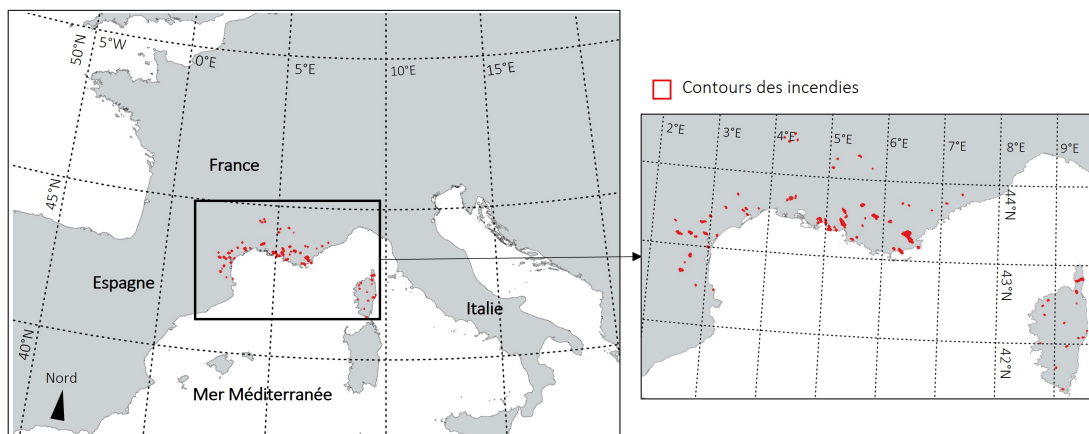 50°N
5°W
0°E
5°E
10°E
15°E
France
45°N
Espagne
Italie
40°N
Nord
Mer Méditerranée
Contours des incendies
2°E
3°E
4°E
5°E
6°E
7°E
8°E
9°E
44°N
43°N
42°N